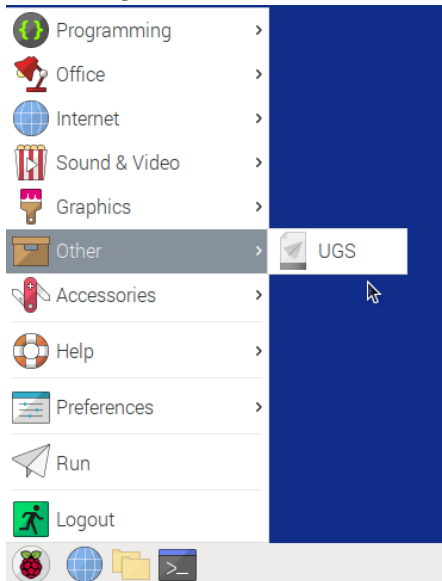 Programming
Office
Internet
Sound & Video
Graphics
Other
UGS
Accessories
Help
Preferences
Run
Logout